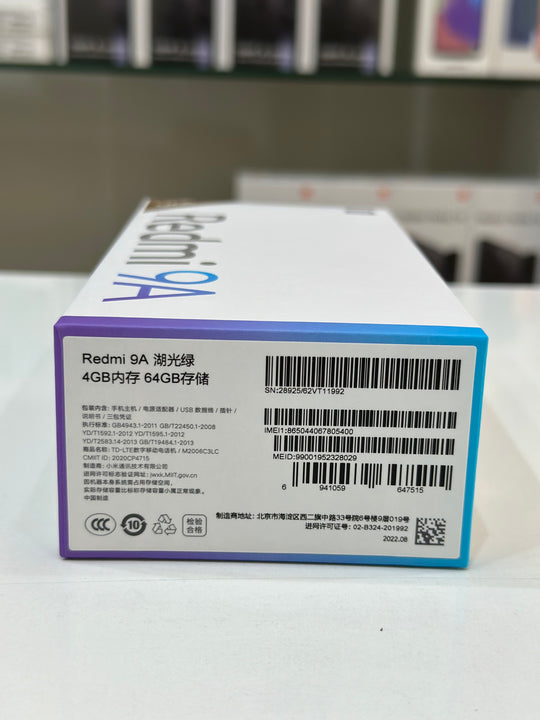 Redmi 9A
Redmi 9A 湖光绿
4GB内存 64GB存储
SN:28925/62VT11992
包装内含: 手机主机 / 电源适配器 / USB 数据线 / 插针 /
说明书 / 三包凭证
执行标准: GB4943.1-2011 GB/T22450.1-2008
YD/T1592.1-2012 YD/T1595.1-2012
YD/T2583.14-2013 GB/T19484.1-2013
商品名称: TD-LTE数字移动电话机 / M2006C3LC
CMIIT ID: 2020CP4715
制造商: 小米通讯技术有限公司
进网许可标志验证网址: jwxk.MIIT.gov.cn
因机器本身系统占用存储空间,
实际存储容量比存储容量小属正常现象。
中国制造
IMEI1:865044067805400
MEID:99001952328029
6 941059 647515
CCC
10
检验
合格
制造商地址: 北京市海淀区西二旗中路33号院6号楼9层019号
进网许可证号: 02-B324-201992
2022.08